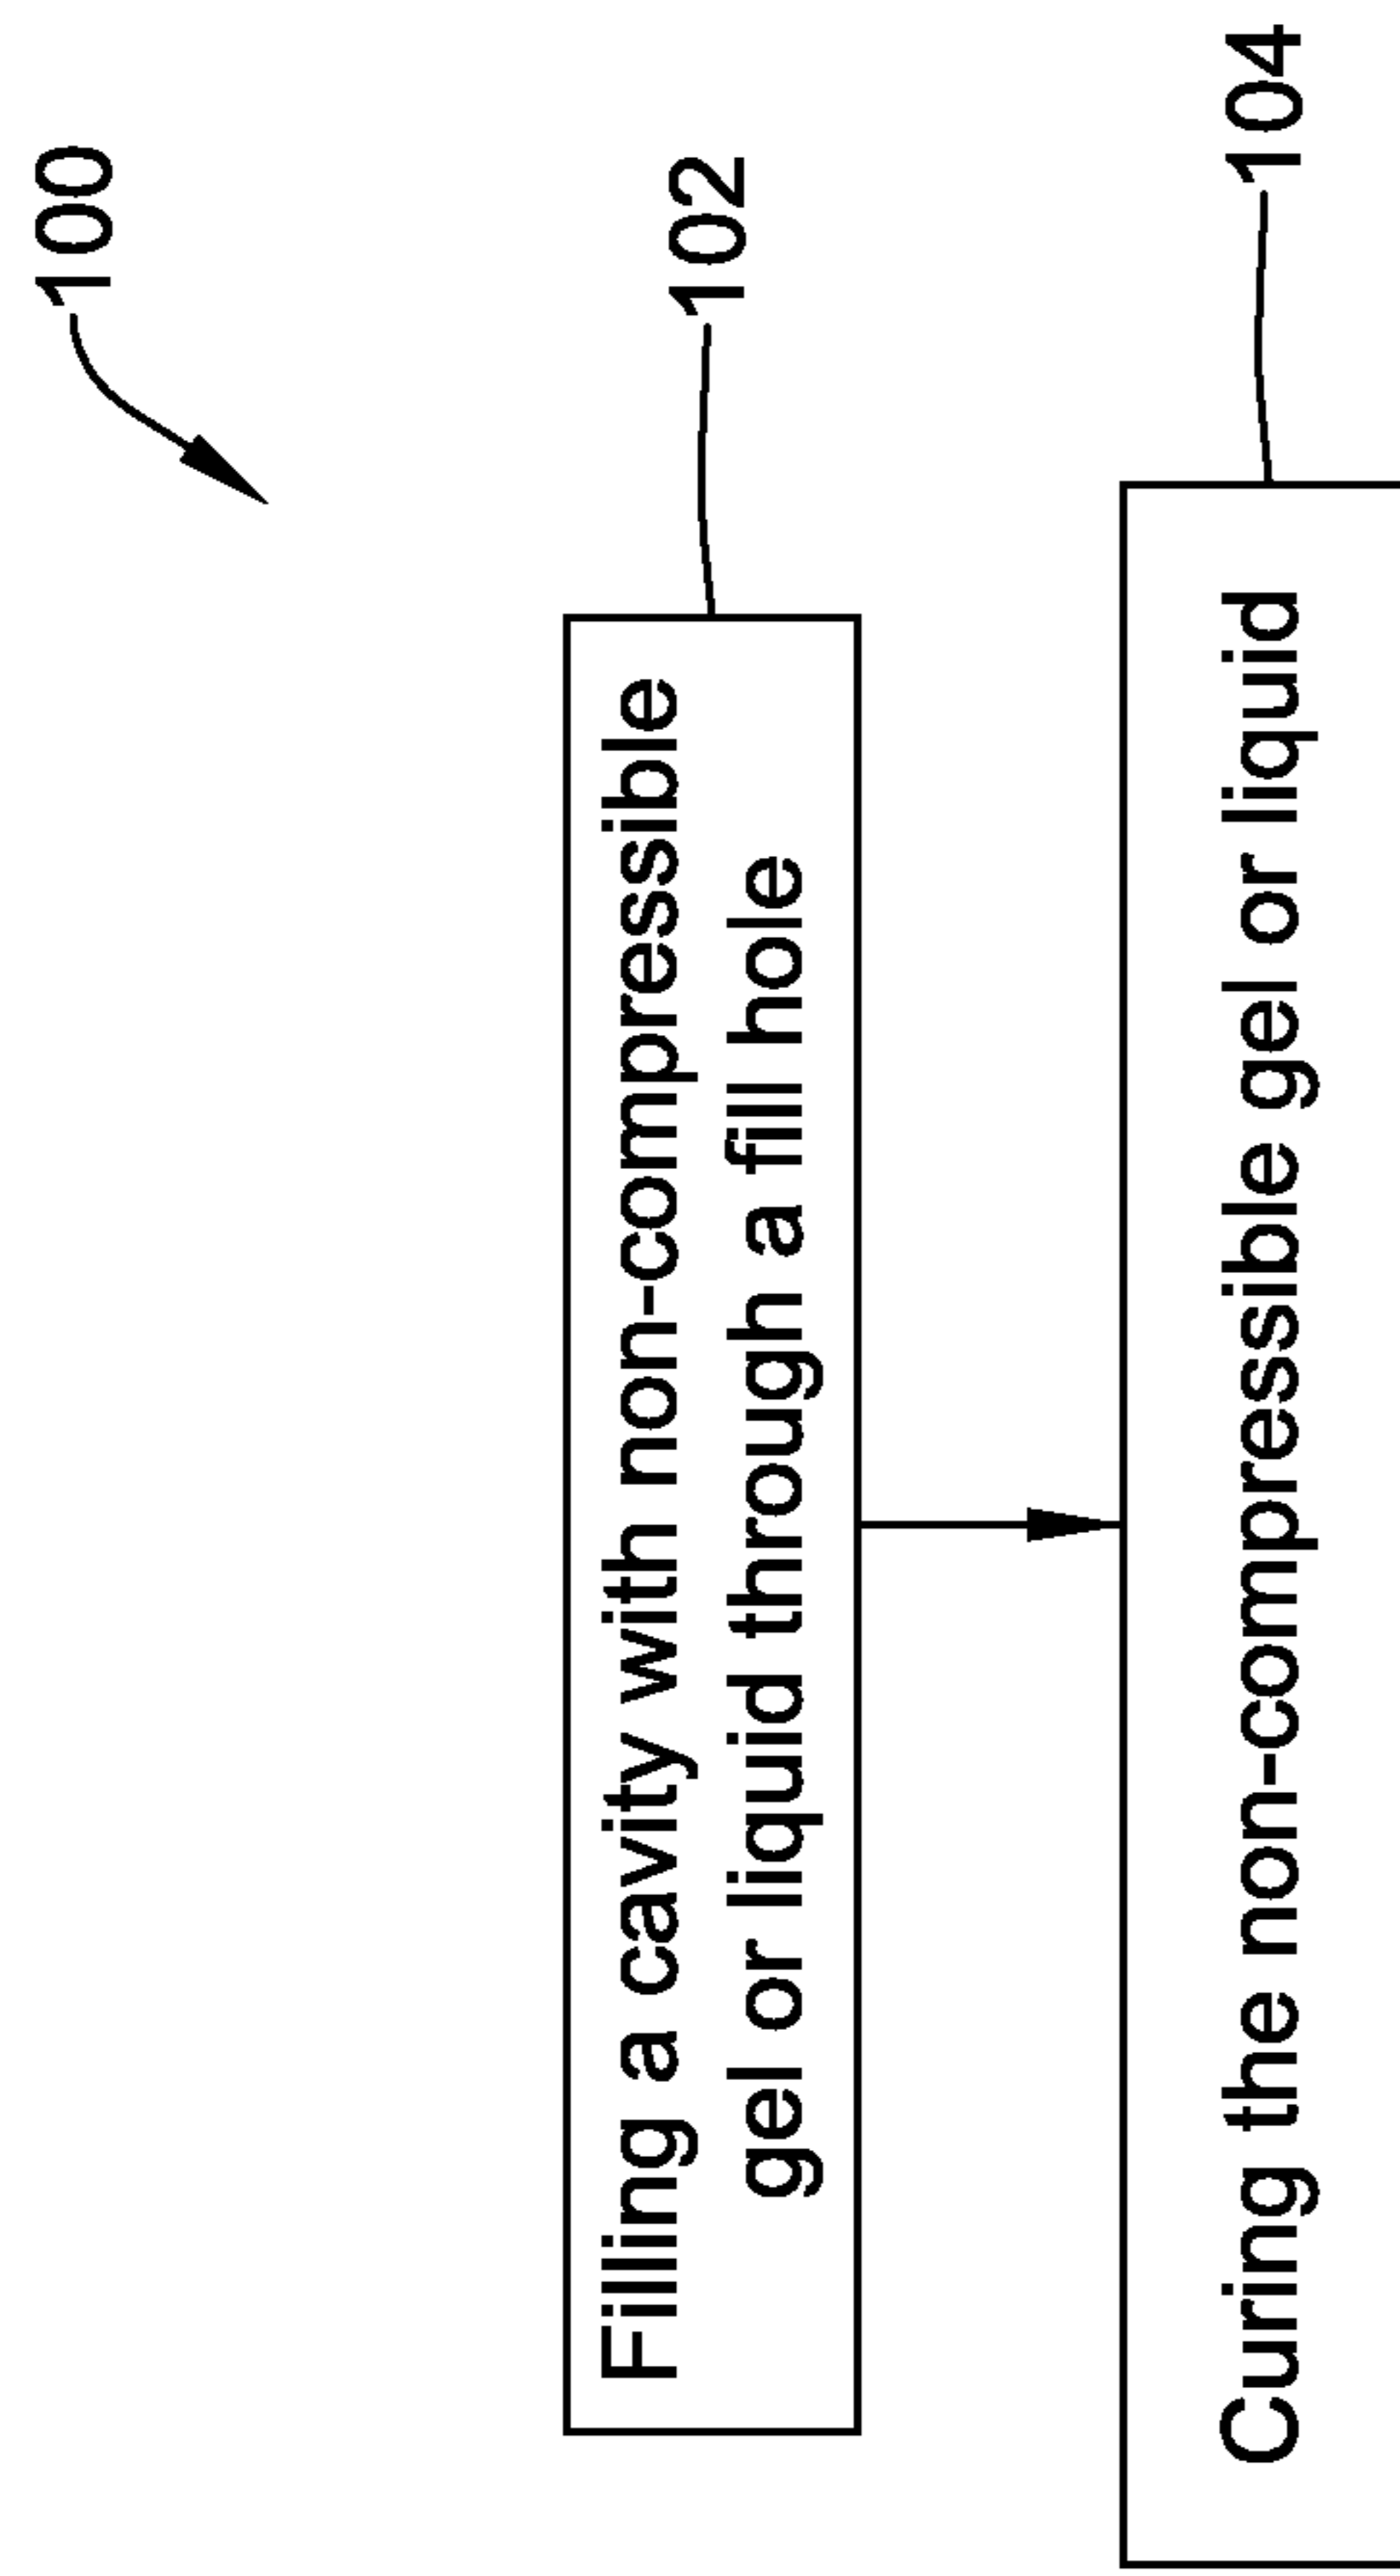 100
Filling a cavity with non-compressible
gel or liquid through a fill hole
102
Curing the non-compressible gel or liquid
104